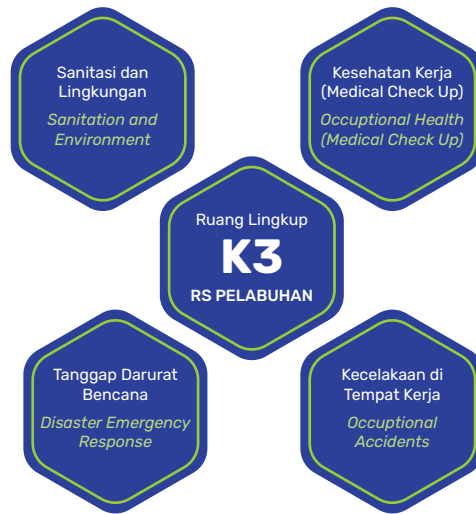 Sanitasi dan
Lingkungan
Sanitation and
Environment
Kesehatan Kerja
(Medical Check Up)
Occuptional Health
(Medical Check Up)
Ruang Lingkup
K3
RS PELABUHAN
Tanggap Darurat
Bencana
Disaster Emergency
Response
Kecelakaan di
Tempat Kerja
Occuptional
Accidents